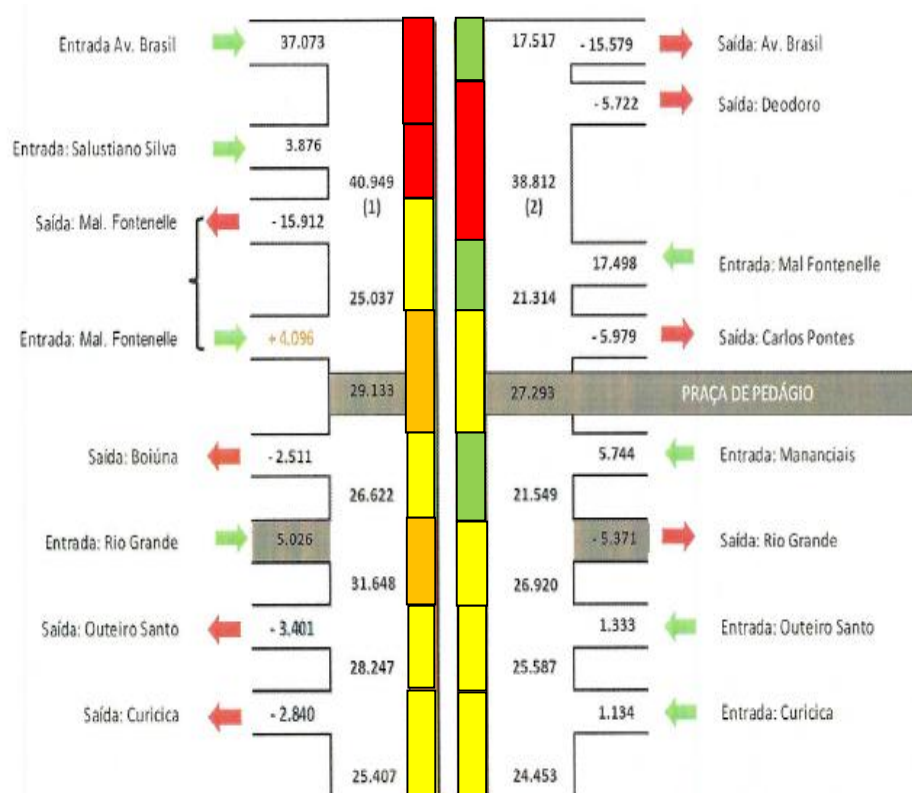 Entrada Av. Brasil 37.073 17.517 - 15.579 Saída: Av. Brasil
- 5.722 Saída: Deodoro
Entrada: Salustiano Silva 3.876
40.949 38.812
(1) (2)
Saída: Mal. Fontenelle - 15.912
17.498 Entrada: Mal Fontenelle
25.037 21.314
Entrada: Mal. Fontenelle + 4.096 - 5.979 Saída: Carlos Pontes
29.133 27.293 PRAÇA DE PEDÁGIO
Saída: Boiúna - 2.511 5.744 Entrada: Mananciais
26.622 21.549
Entrada: Rio Grande 5.026 - 5.371 Saída: Rio Grande
31.648 26.920
Saída: Outeiro Santo - 3.401 1.333 Entrada: Outeiro Santo
28.247 25.587
Saída: Curicica - 2.840 1.134 Entrada: Curicica
25.407 24.453